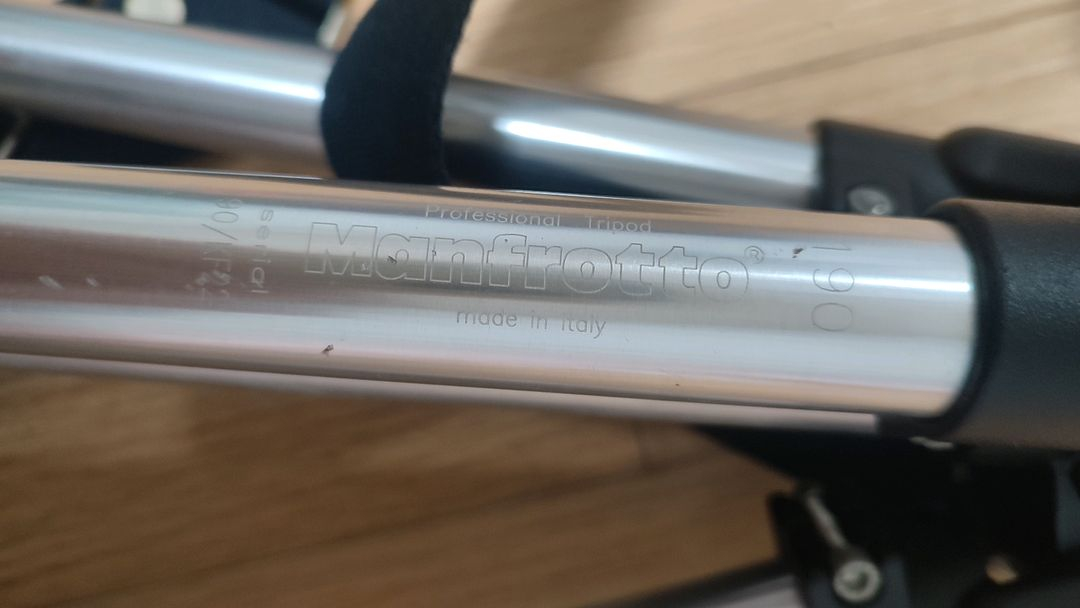 Professional Tripod
Manfrotto®
made in Italy
190
serial